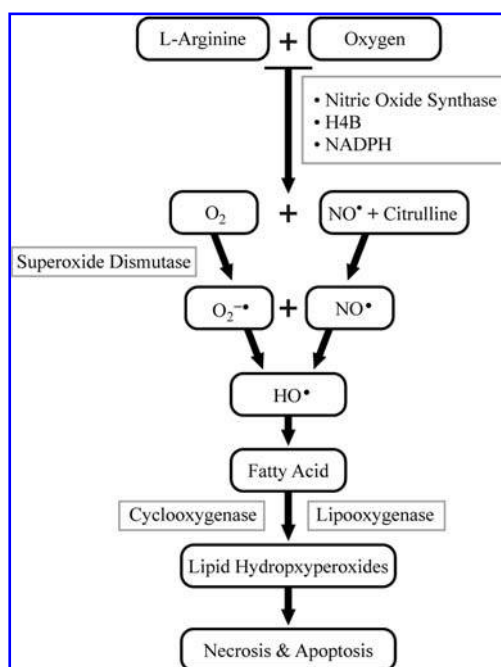 L-Arginine + Oxygen
• Nitric Oxide Synthase
• H4B
• NADPH
O₂ + NO• + Citrulline
Superoxide Dismutase
O₂⁻• + NO•
HO•
Fatty Acid
Cyclooxygenase Lipooxygenase
Lipid Hydropxyperoxides
Necrosis & Apoptosis